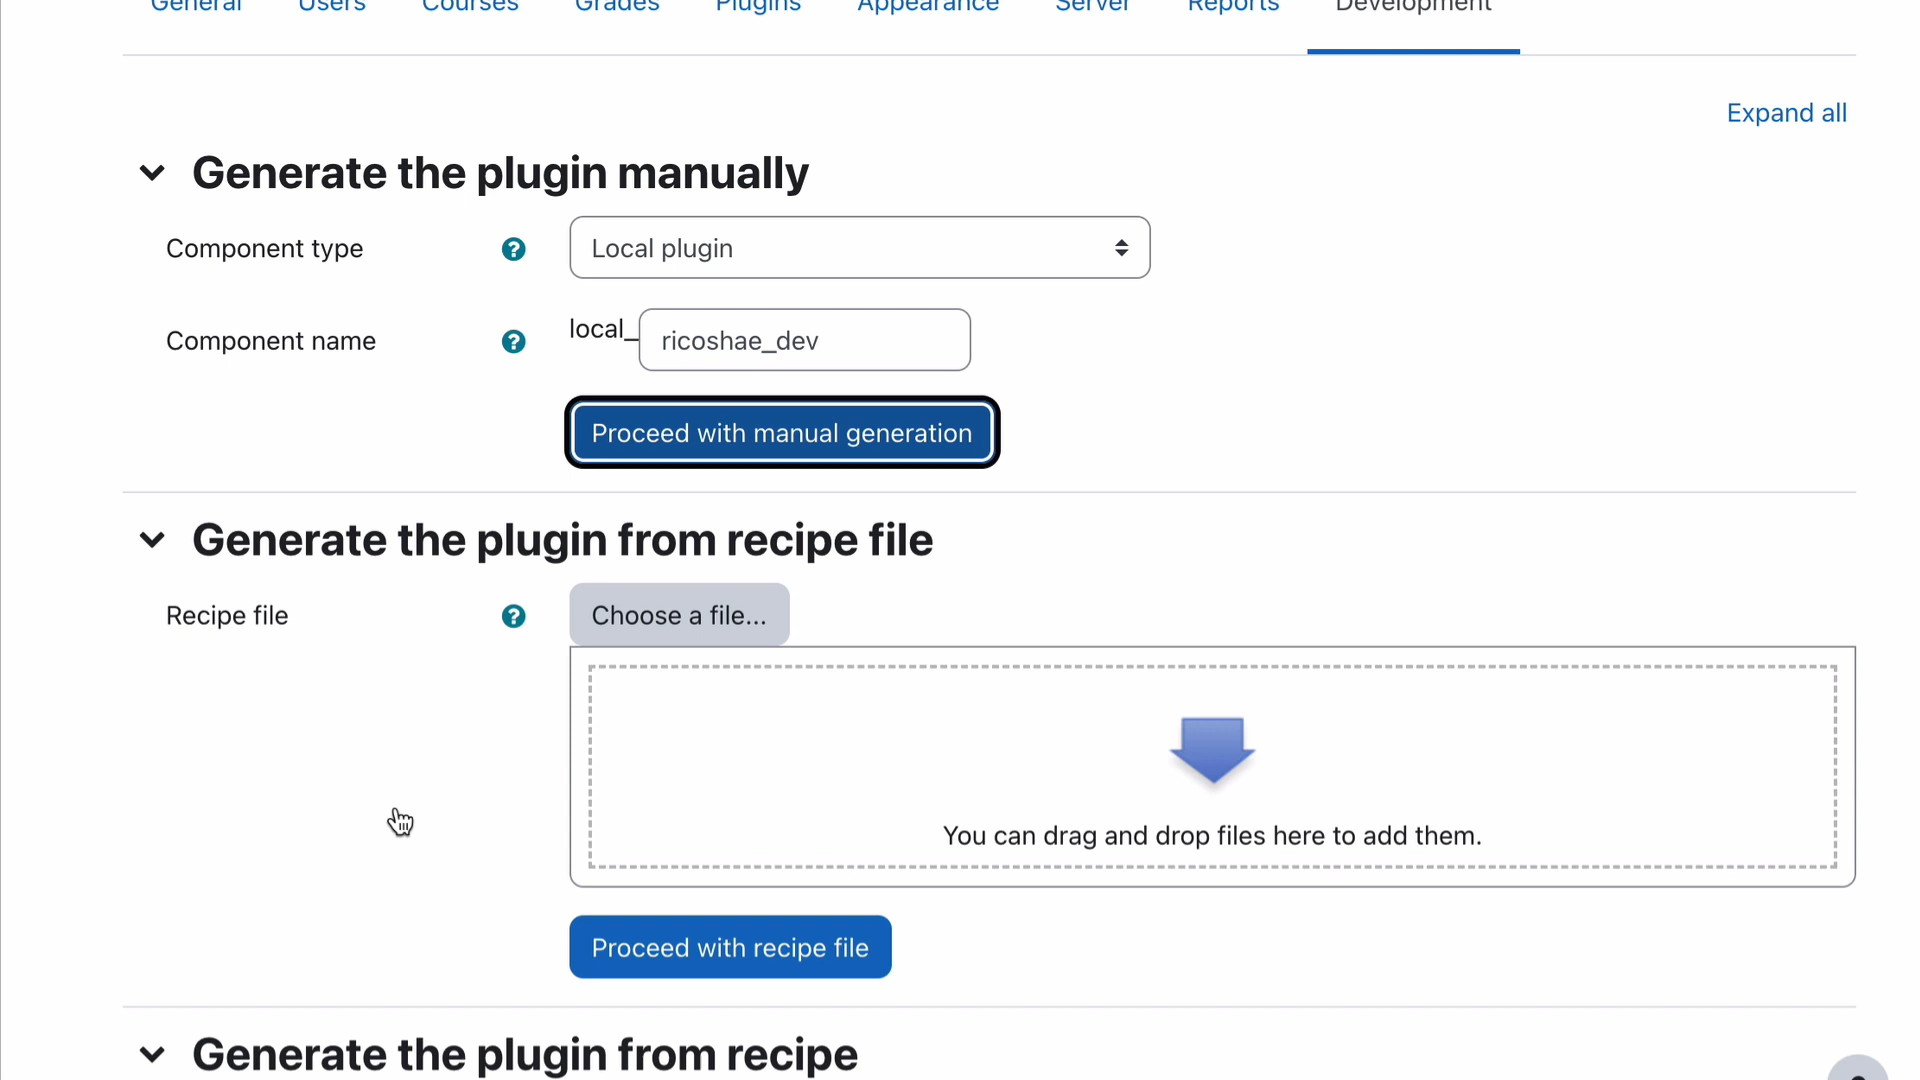 General Users Courses Grades Plugins Appearance Server Reports Development
Expand all
Generate the plugin manually
Component type ? Local plugin
Component name ? local_ ricoshae_dev
Proceed with manual generation
Generate the plugin from recipe file
Recipe file ? Choose a file...
You can drag and drop files here to add them.
Proceed with recipe file
Generate the plugin from recipe